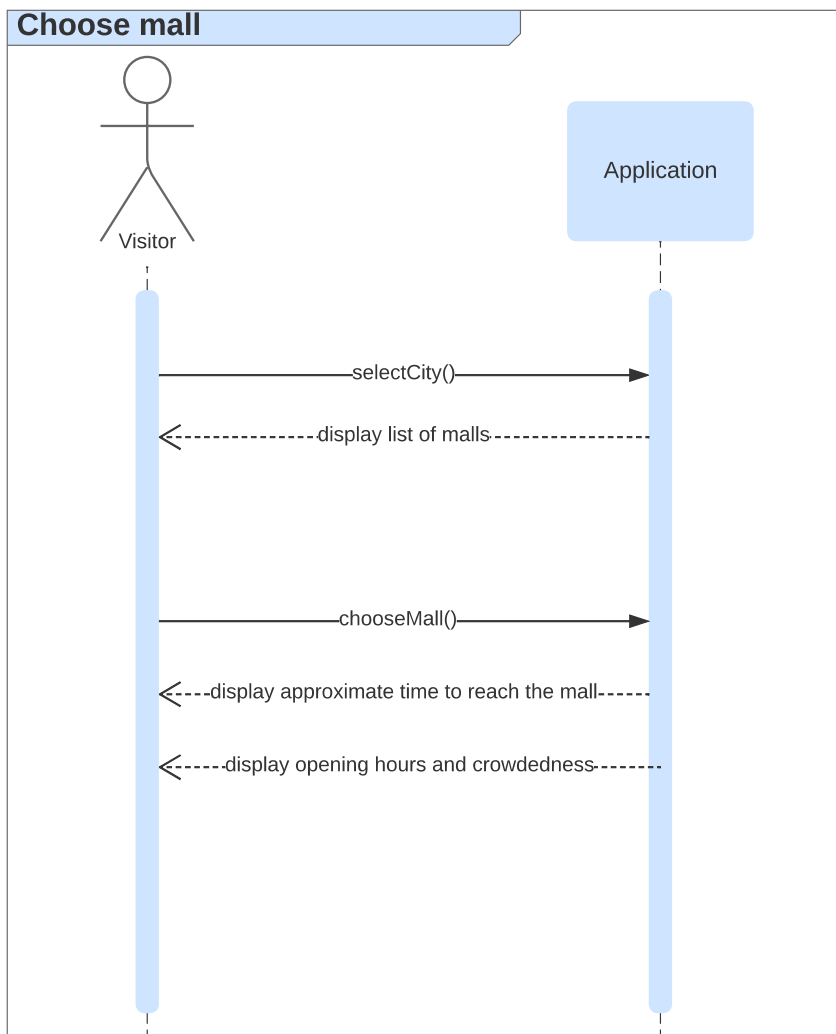 Choose mall
Application
Visitor
selectCity()
display list of malls
chooseMall()
display approximate time to reach the mall
display opening hours and crowdedness